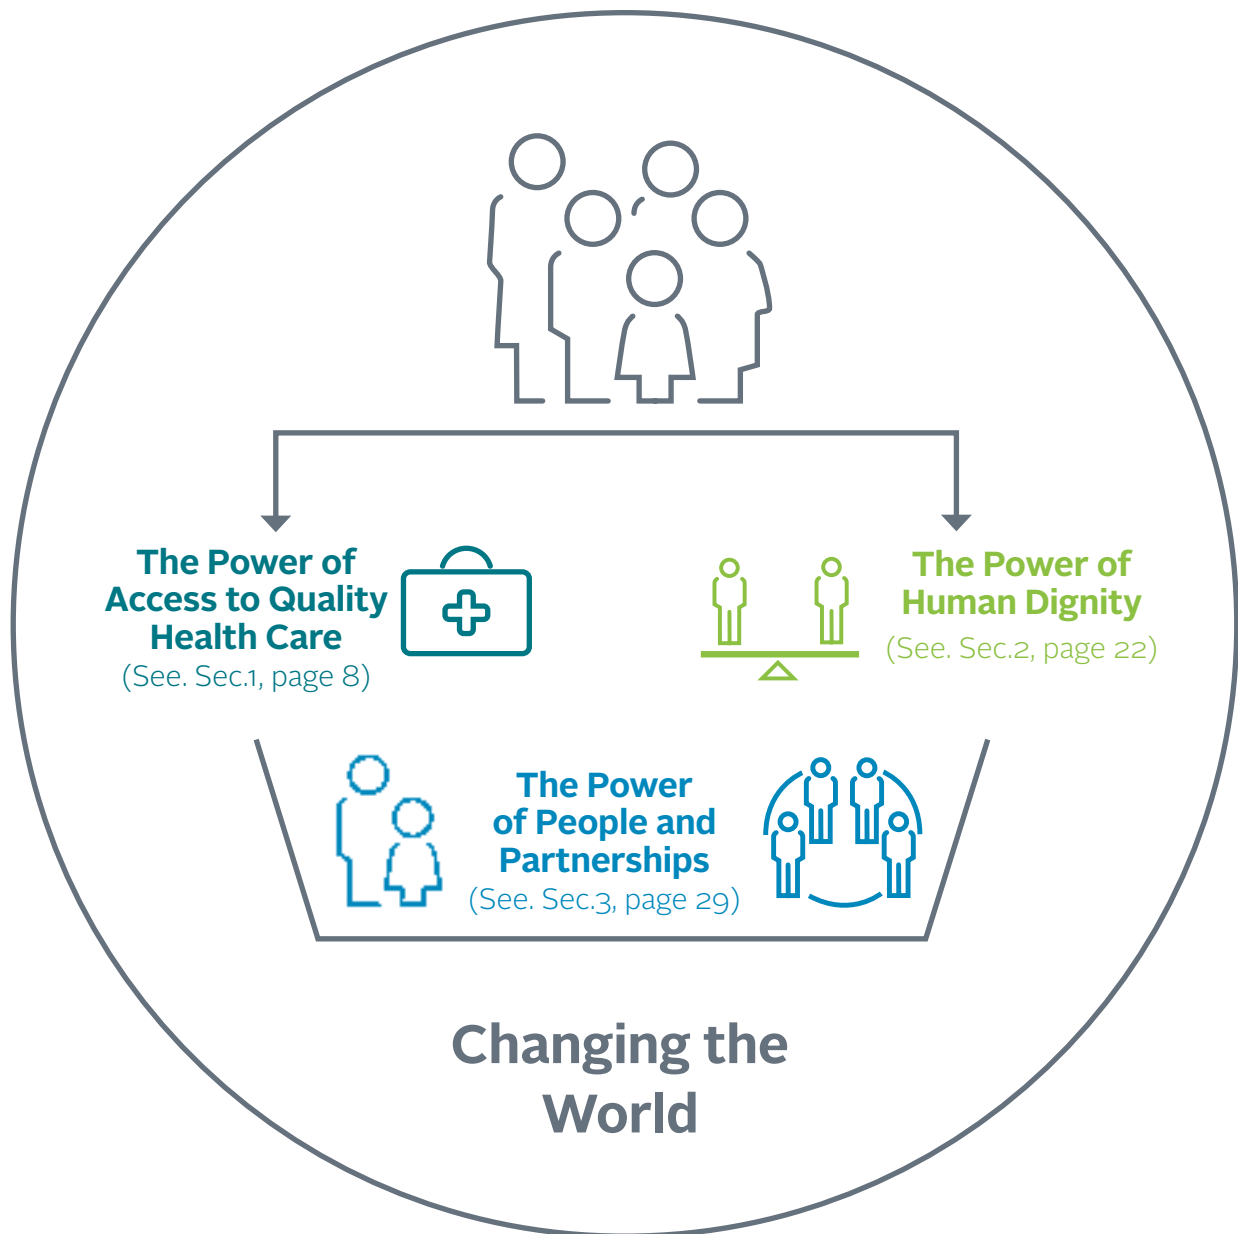 The Power of
Access to Quality
Health Care
(See. Sec.1, page 8)
The Power of
Human Dignity
(See. Sec.2, page 22)
The Power
of People and
Partnerships
(See. Sec.3, page 29)
Changing the
World